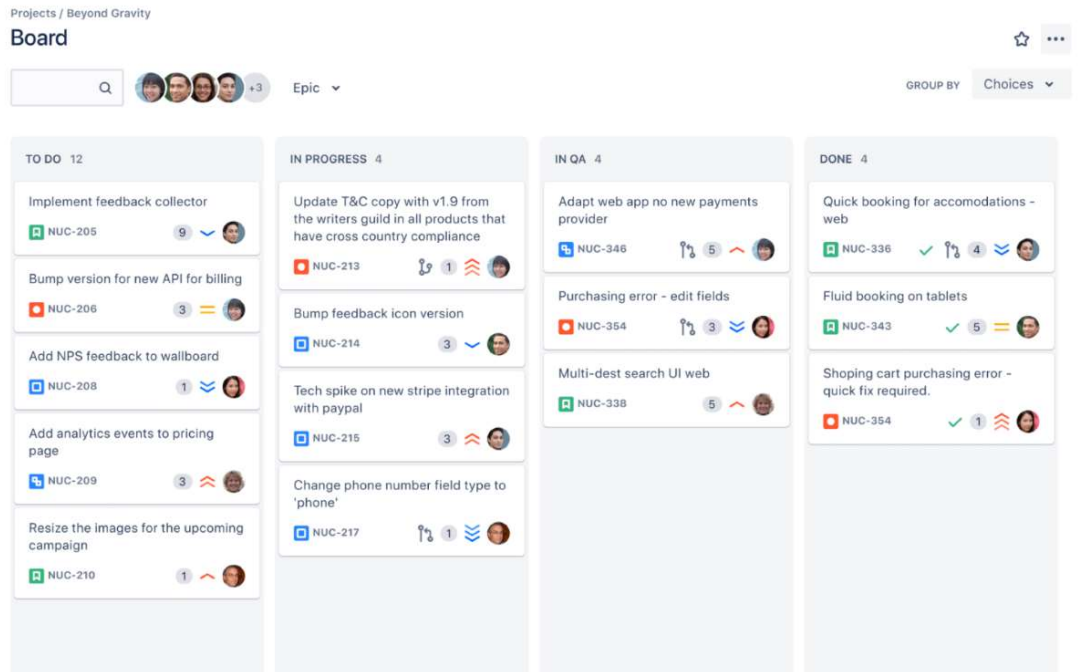 Projects / Beyond Gravity
Board
+3
Epic
GROUP BY
Choices
TO DO 12
Implement feedback collector
NUC-205
9
Bump version for new API for billing
NUC-206
3
Add NPS feedback to wallboard
NUC-208
1
Add analytics events to pricing
page
NUC-209
3
Resize the images for the upcoming
campaign
NUC-210
1
IN PROGRESS 4
Update T&C copy with v1.9 from
the writers guild in all products that
have cross country compliance
NUC-213
1
Bump feedback icon version
NUC-214
3
Tech spike on new stripe integration
with paypal
NUC-215
3
Change phone number field type to
'phone'
NUC-217
1
IN QA 4
Adapt web app no new payments
provider
NUC-346
5
Purchasing error - edit fields
NUC-354
3
Multi-dest search UI web
NUC-338
5
DONE 4
Quick booking for accomodations -
web
NUC-336
4
Fluid booking on tablets
NUC-343
5
Shoping cart purchasing error -
quick fix required.
NUC-354
1